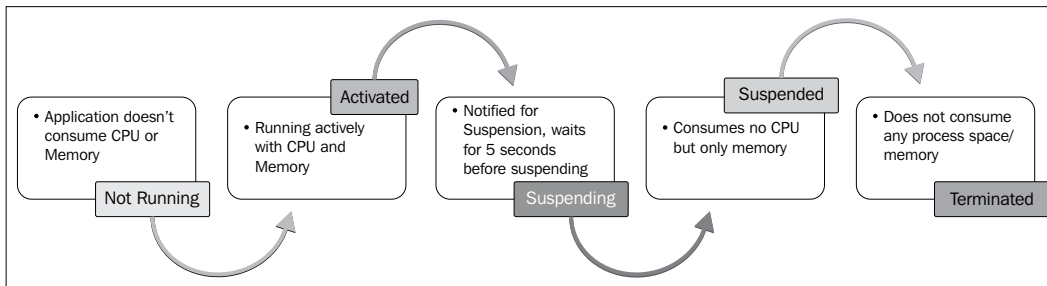 • Application doesn't
consume CPU or
Memory
Not Running
Activated
• Running actively
with CPU and
Memory
• Notified for
Suspension, waits
for 5 seconds
before suspending
Suspending
Suspended
• Consumes no CPU
but only memory
• Does not consume
any process space/
memory
Terminated